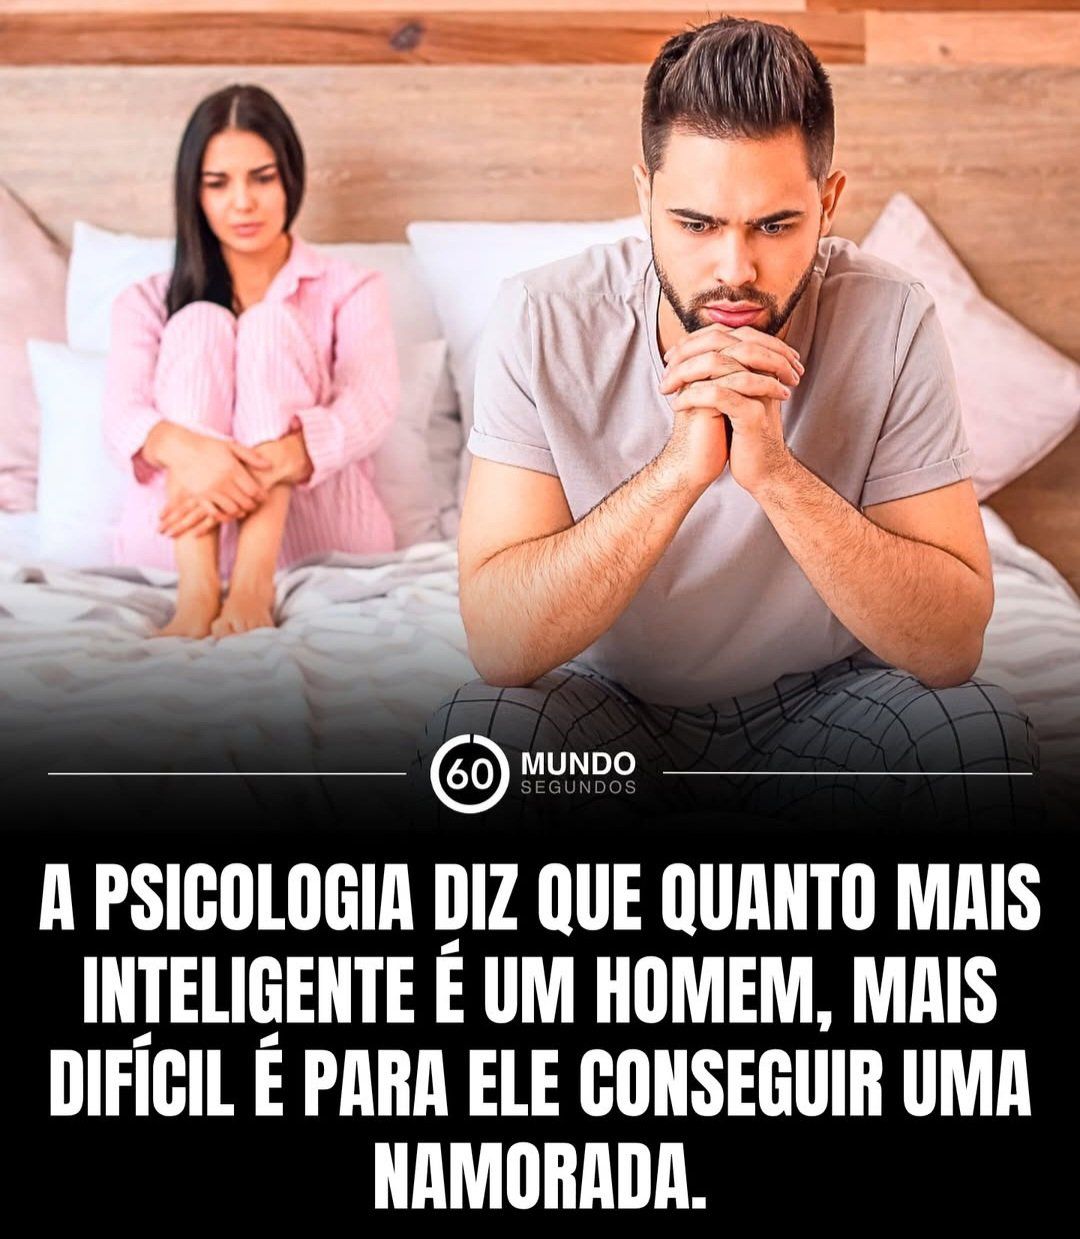 60
MUNDO
SEGUNDOS
A PSICOLOGIA DIZ QUE QUANTO MAIS
INTELIGENTE É UM HOMEM, MAIS
DIFÍCIL É PARA ELE CONSEGUIR UMA
NAMORADA.